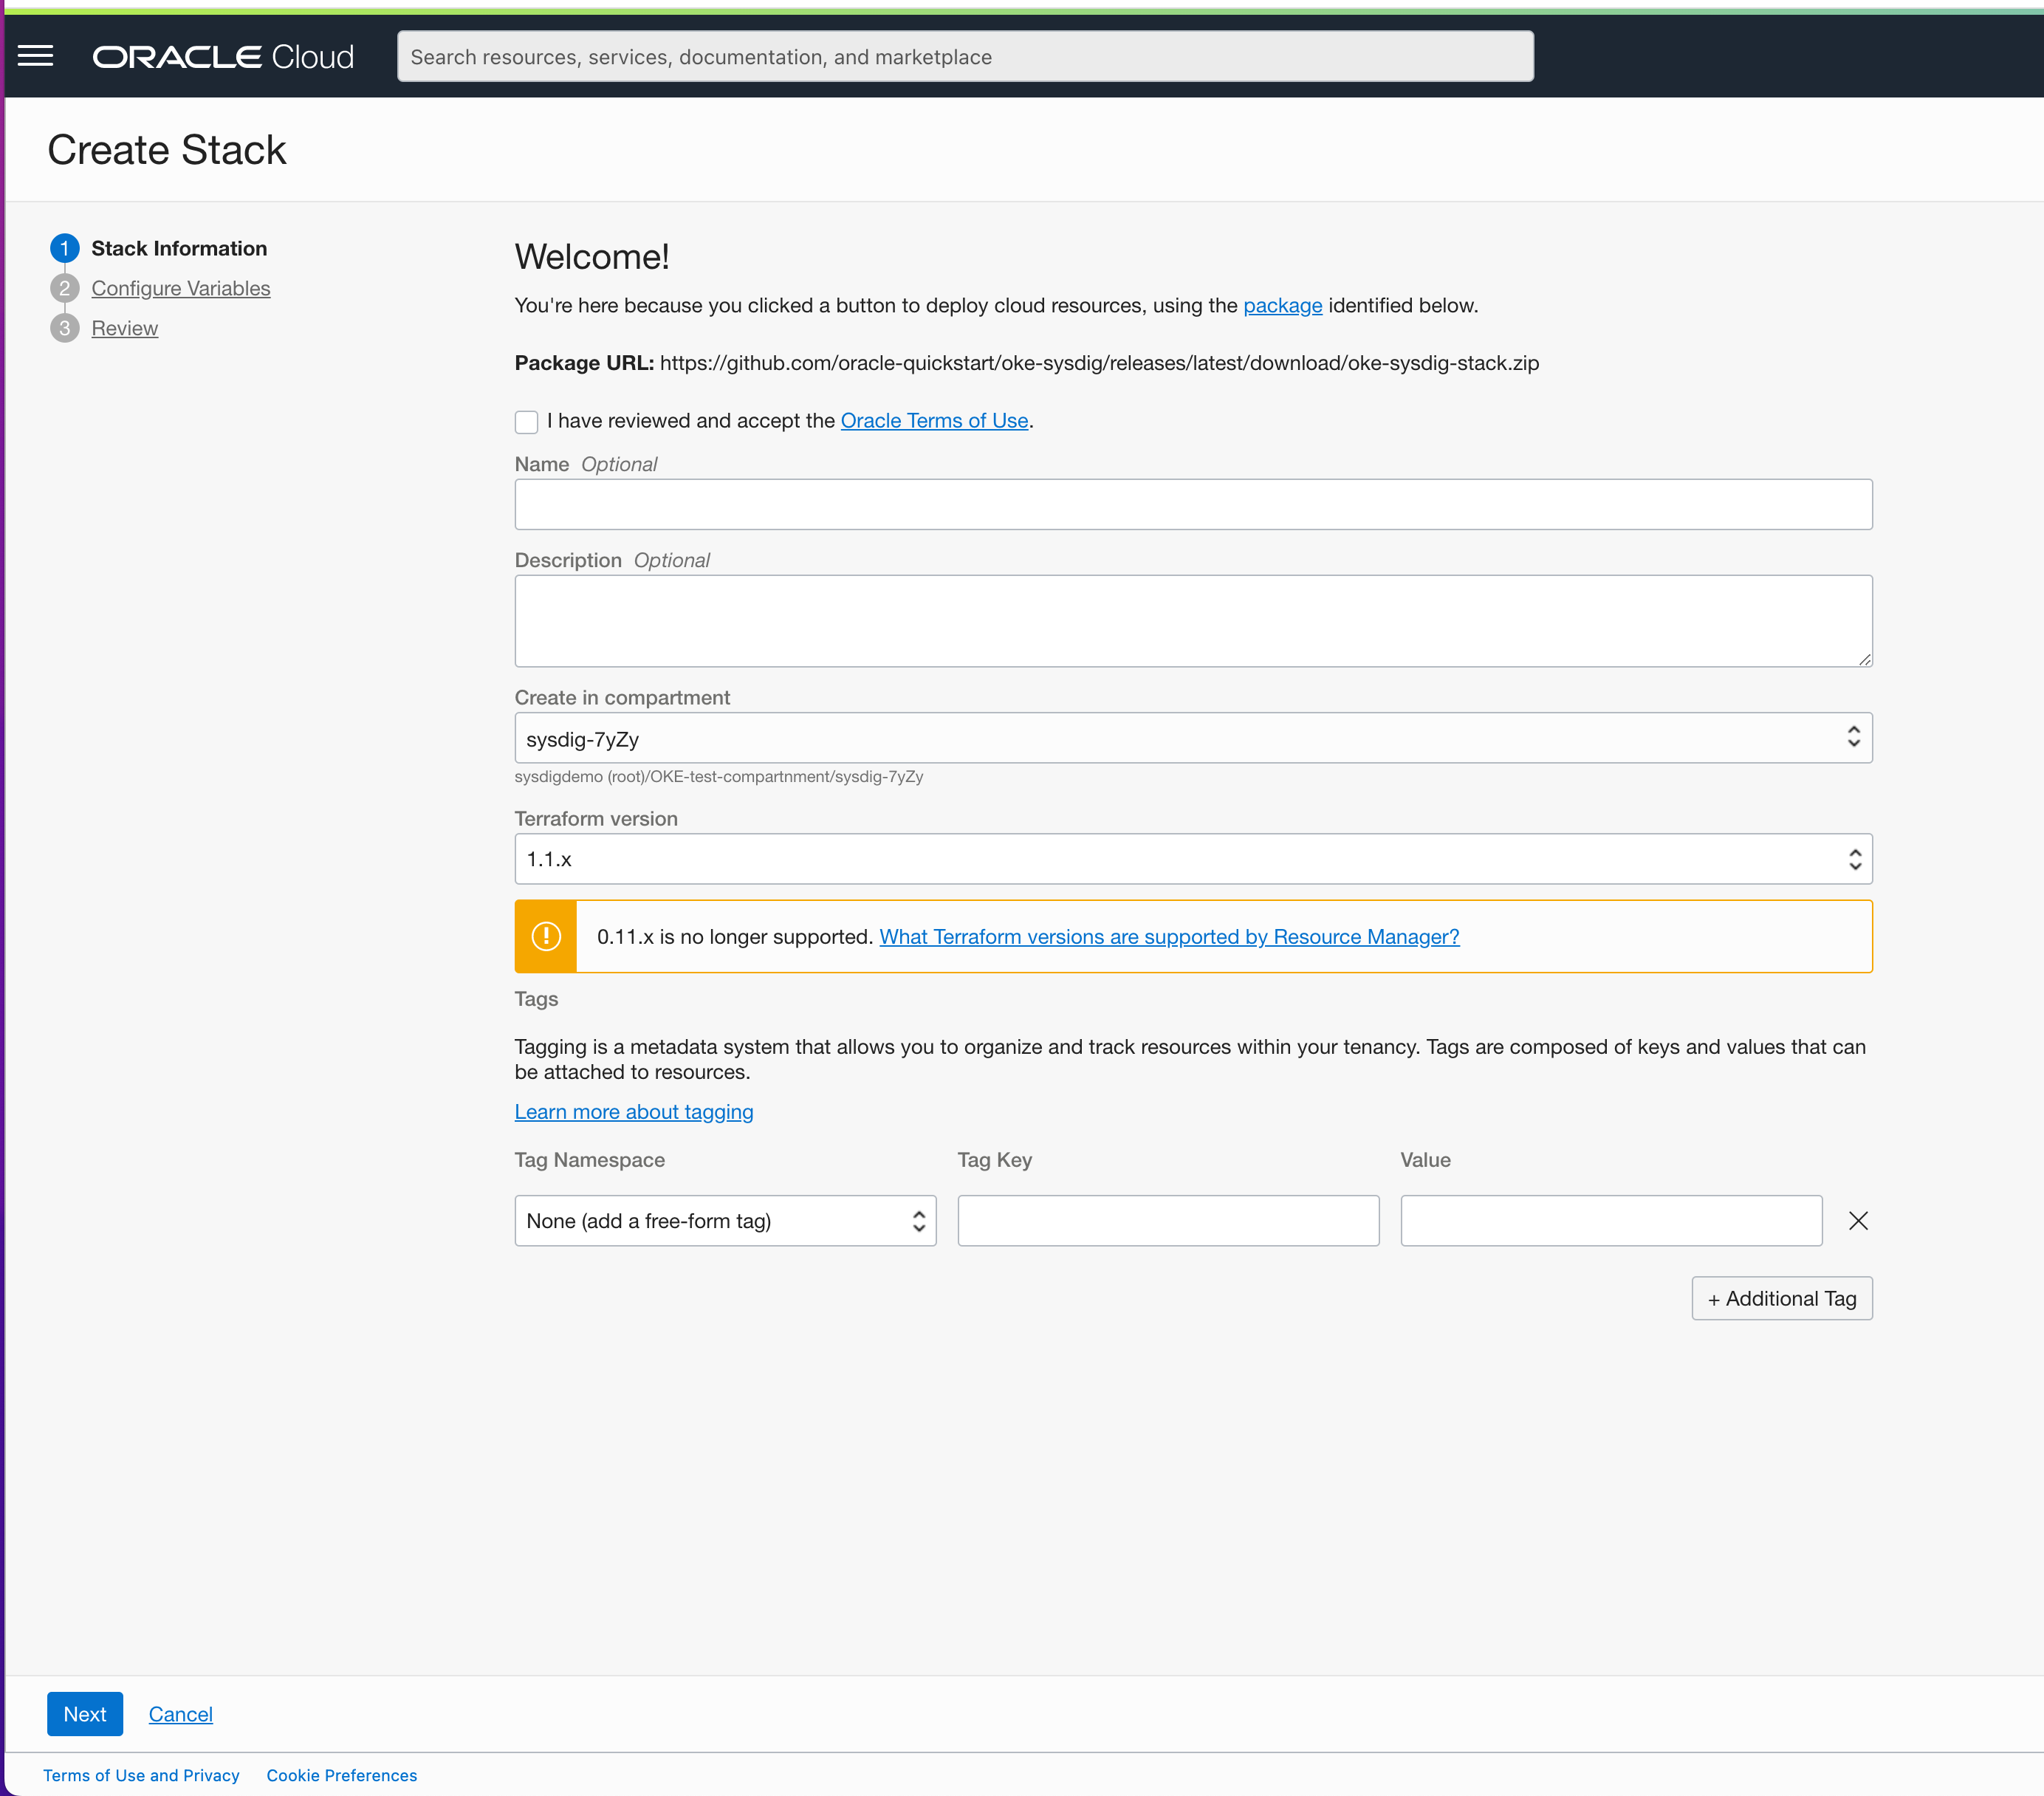 ORACLE Cloud
Search resources, services, documentation, and marketplace
Create Stack
1 Stack Information
2 Configure Variables
3 Review
Welcome!
You're here because you clicked a button to deploy cloud resources, using the package identified below.
Package URL: https://github.com/oracle-quickstart/oke-sysdig/releases/latest/download/oke-sysdig-stack.zip
I have reviewed and accept the Oracle Terms of Use.
Name Optional
Description Optional
Create in compartment
sysdig-7yZy
sysdigdemo (root)/OKE-test-compartnment/sysdig-7yZy
Terraform version
1.1.x
0.11.x is no longer supported. What Terraform versions are supported by Resource Manager?
Tags
Tagging is a metadata system that allows you to organize and track resources within your tenancy. Tags are composed of keys and values that can
be attached to resources.
Learn more about tagging
Tag Namespace Tag Key Value
None (add a free-form tag)
+ Additional Tag
Next Cancel
Terms of Use and Privacy Cookie Preferences